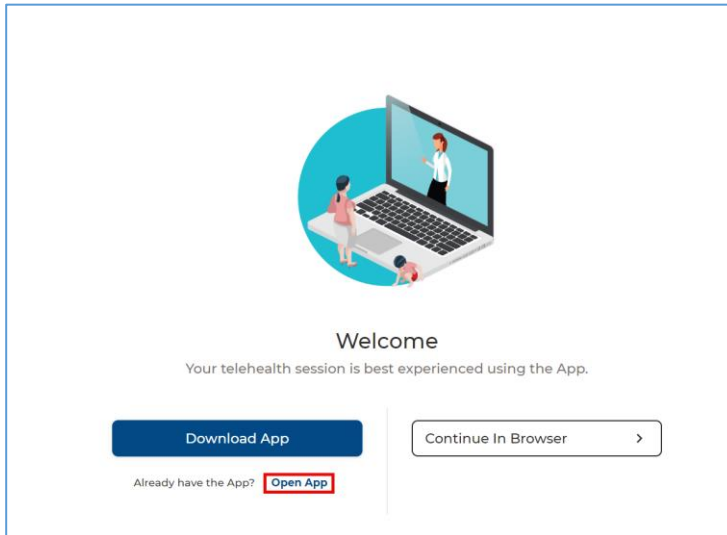 Welcome
Your telehealth session is best experienced using the App.
Download App
Continue In Browser
Already have the App? Open App